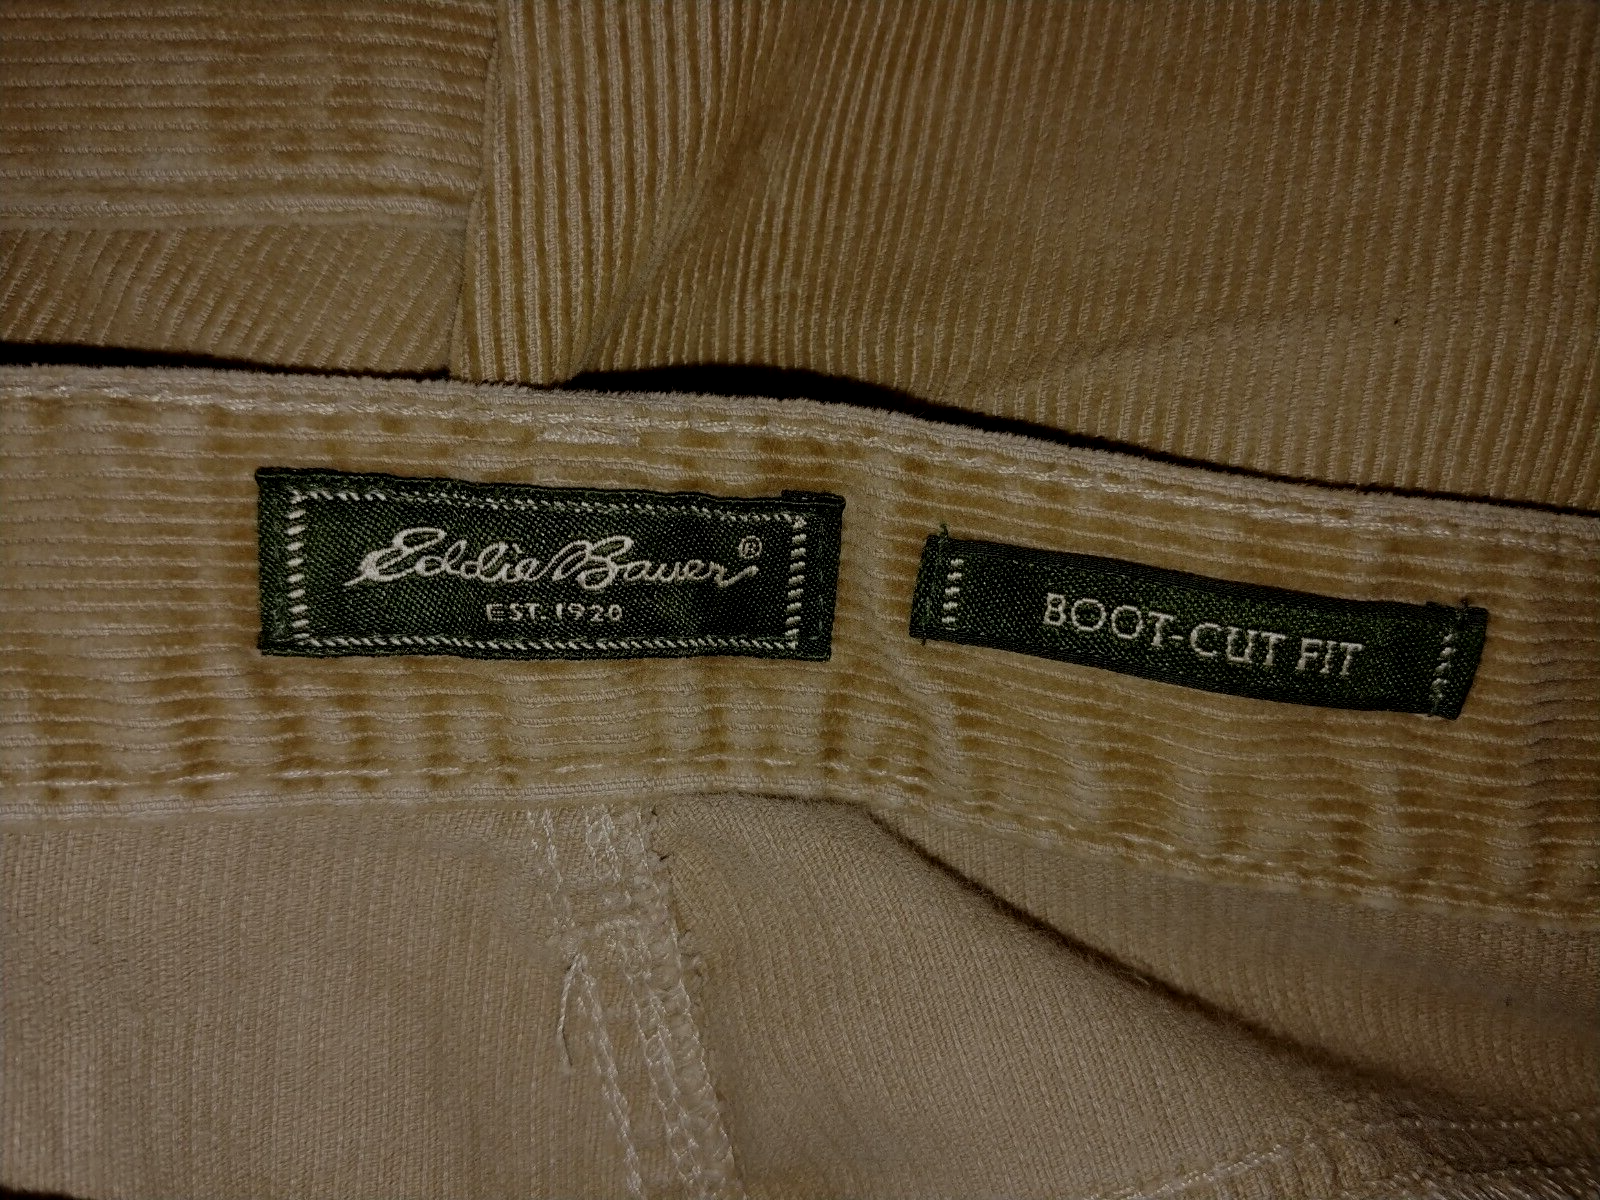 Eddie Bauer®
EST. 1920
BOOT-CUT FIT